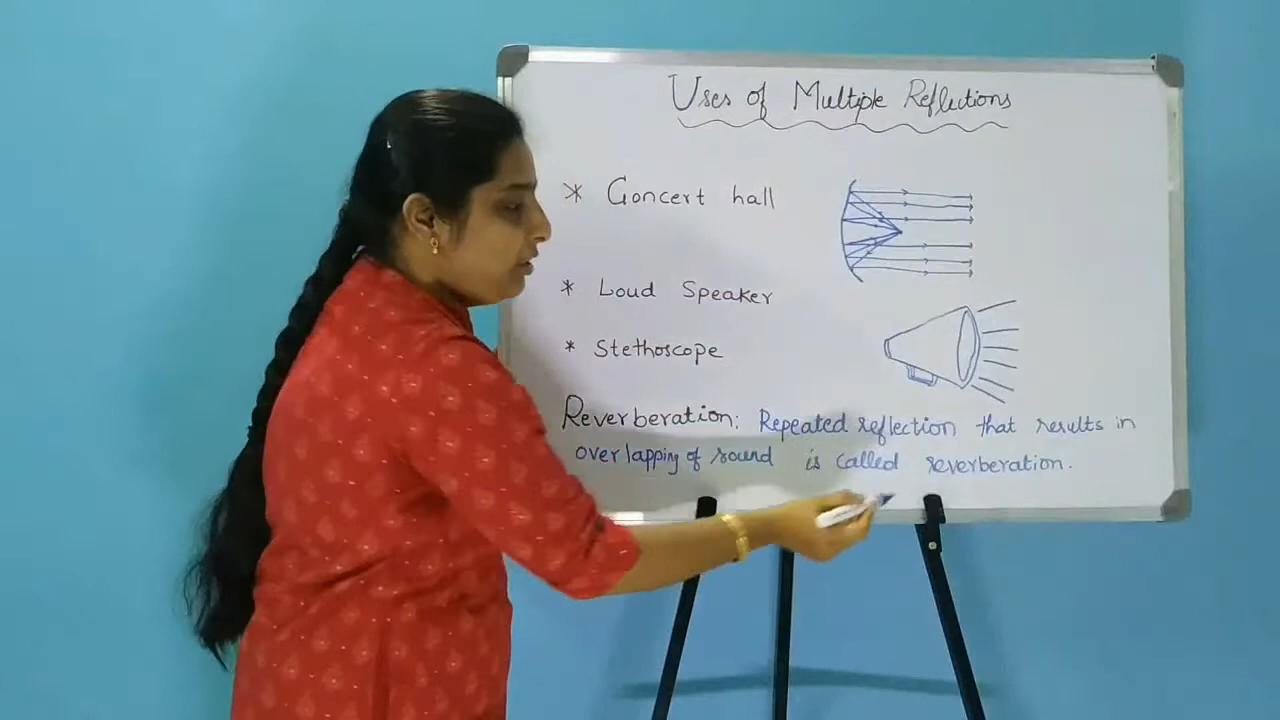 Uses of Multiple Reflections
* Concert hall
* Loud Speaker
* Stethoscope
Reverberation: Repeated reflection that results in
overlapping of sound is called reverberation.